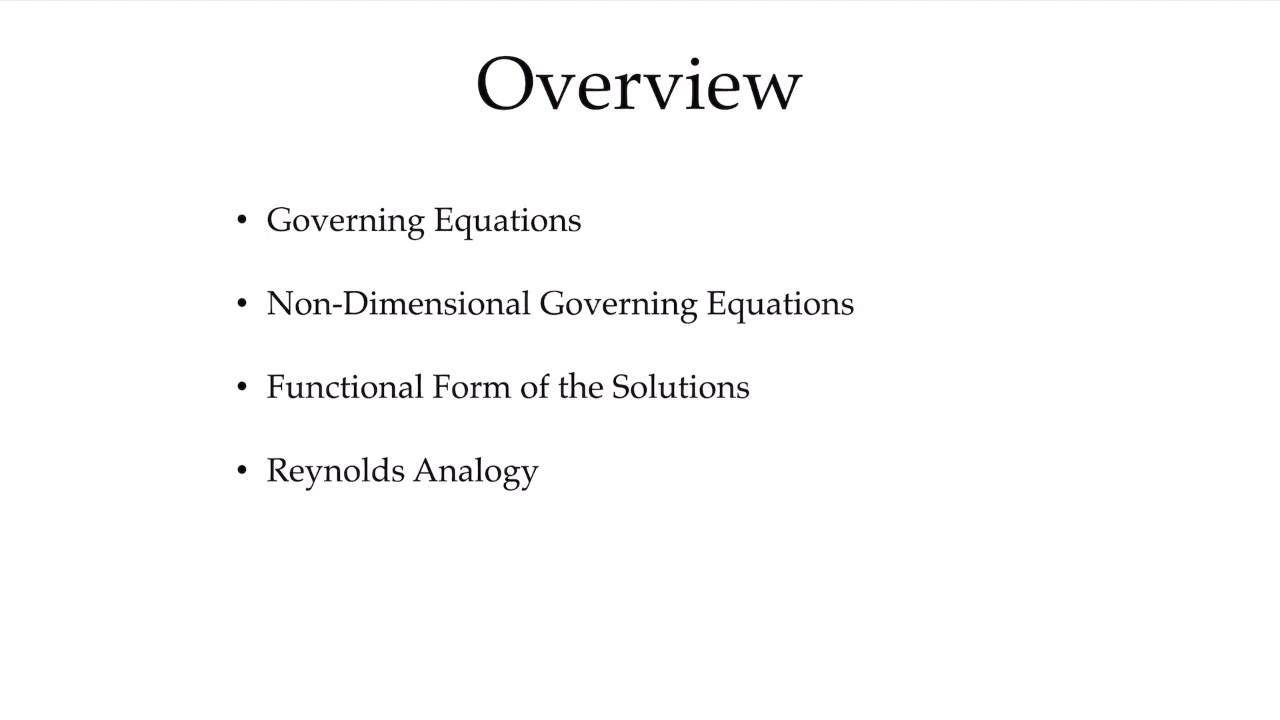 Overview
• Governing Equations
• Non-Dimensional Governing Equations
• Functional Form of the Solutions
• Reynolds Analogy